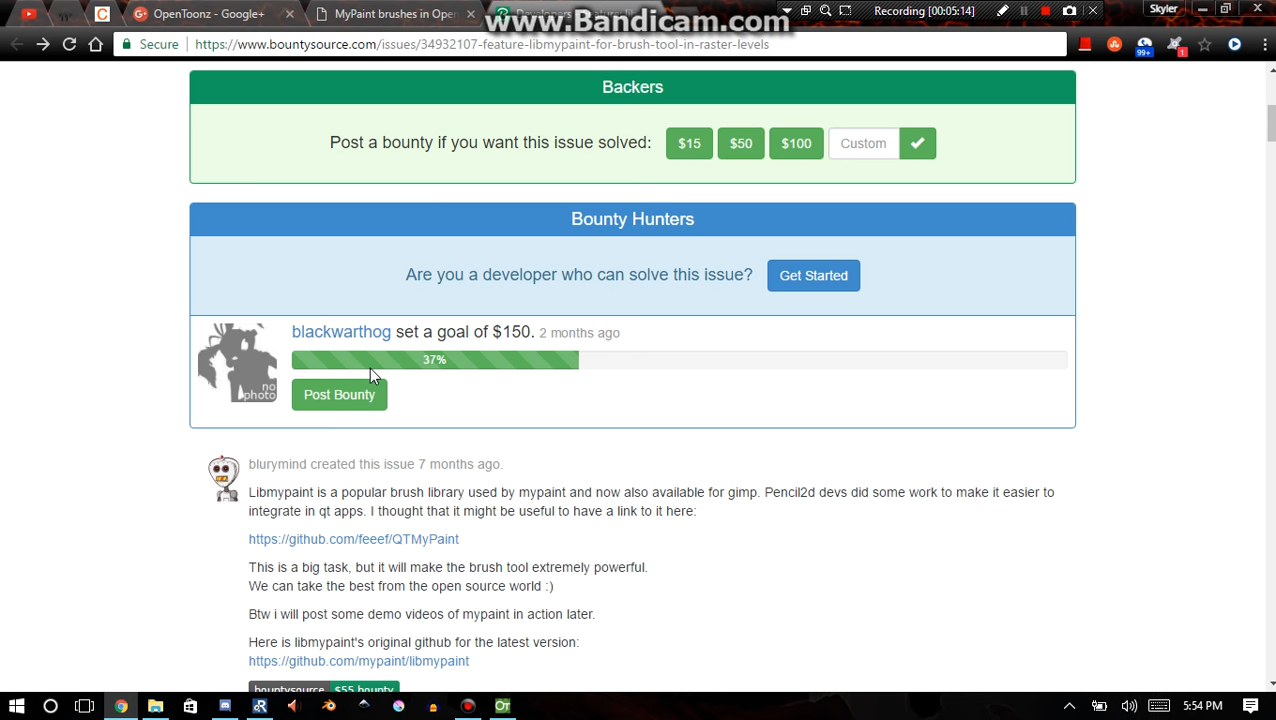 OpenToonz - Google+
MyPaint brushes in Open
www.Bandicam.com
Recording [00:05:14]
Skyler
Secure
https://www.bountysource.com/issues/34932107-feature-libmypaint-for-brush-tool-in-raster-levels
99+
1
Backers
Post a bounty if you want this issue solved: $15 $50 $100 Custom
Bounty Hunters
Are you a developer who can solve this issue? Get Started
blackwarthog set a goal of $150. 2 months ago
37%
no
photo
Post Bounty
blurymind created this issue 7 months ago.
Libmypaint is a popular brush library used by mypaint and now also available for gimp. Pencil2d devs did some work to make it easier to
integrate in qt apps. I thought that it might be useful to have a link to it here:
https://github.com/feeef/QTMyPaint
This is a big task, but it will make the brush tool extremely powerful.
We can take the best from the open source world :)
Btw i will post some demo videos of mypaint in action later.
Here is libmypaint's original github for the latest version:
https://github.com/mypaint/libmypaint
bountysource $55 bounty
OT
5:54 PM